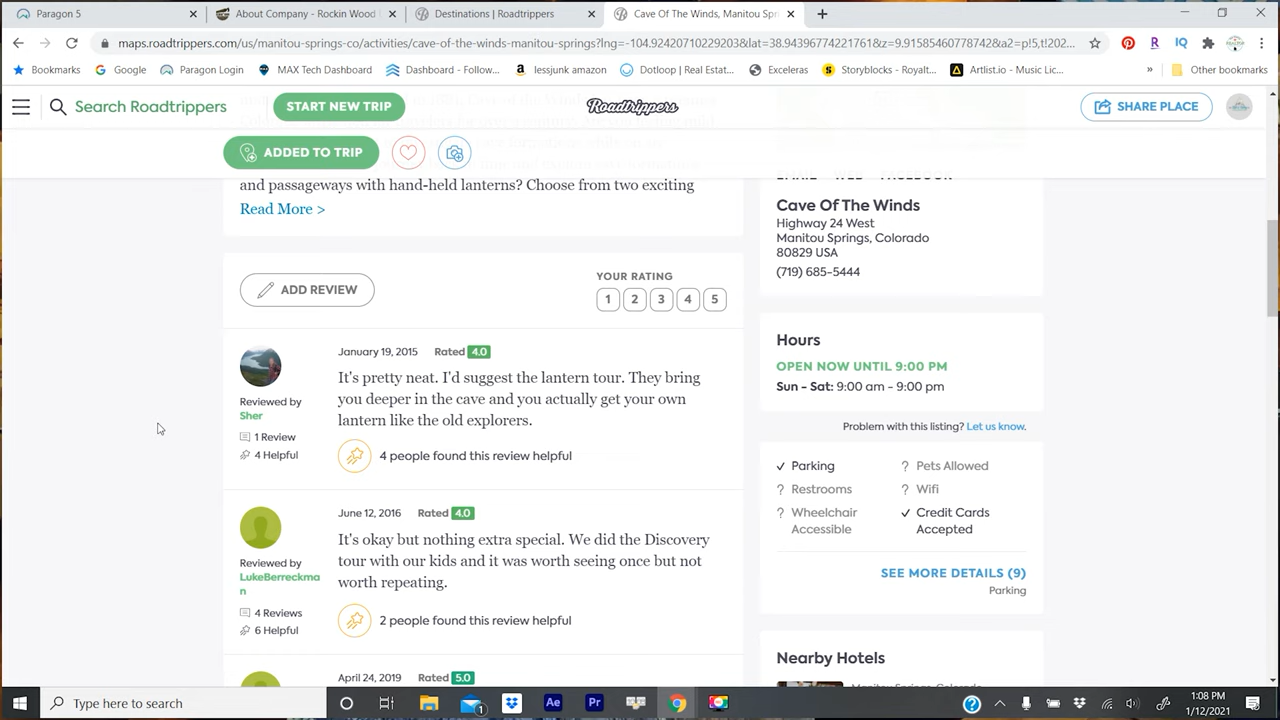 Paragon 5
About Company - Rockin Wood
Destinations | Roadtrippers
Cave Of The Winds, Manitou Spri
maps.roadtrippers.com/us/manitou-springs-co/activities/cave-of-the-winds-manitou-springs?lng=-104.92420710229203&lat=38.94396774221761&z=9.91585460778742&a2=p!5,t!202...
Bookmarks
Google
Paragon Login
MAX Tech Dashboard
Dashboard - Follow...
lessjunk amazon
Dotloop | Real Estat...
Exceleras
Storyblocks - Royalt...
Artlist.io - Music Lic...
»
Other bookmarks
Search Roadtrippers
START NEW TRIP
Roadtrippers
SHARE PLACE
ADDED TO TRIP
and passageways with hand-held lanterns? Choose from two exciting
Read More >
ADD REVIEW
YOUR RATING
1 2 3 4 5
January 19, 2015 Rated 4.0
It's pretty neat. I'd suggest the lantern tour. They bring
you deeper in the cave and you actually get your own
lantern like the old explorers.
Reviewed by
Sher
1 Review
4 Helpful
4 people found this review helpful
June 12, 2016 Rated 4.0
It's okay but nothing extra special. We did the Discovery
tour with our kids and it was worth seeing once but not
worth repeating.
Reviewed by
LukeBerreckma
n
4 Reviews
6 Helpful
2 people found this review helpful
April 24, 2019 Rated 5.0
Cave Of The Winds
Highway 24 West
Manitou Springs, Colorado
80829 USA
(719) 685-5444
Hours
OPEN NOW UNTIL 9:00 PM
Sun - Sat: 9:00 am - 9:00 pm
Problem with this listing? Let us know.
Parking
? Pets Allowed
? Restrooms
? Wifi
? Wheelchair
Accessible
Credit Cards
Accepted
SEE MORE DETAILS (9)
Parking
Nearby Hotels
Manitou Springs, Colorado
Type here to search
Ae
Pr
1
1:08 PM
1/12/2021